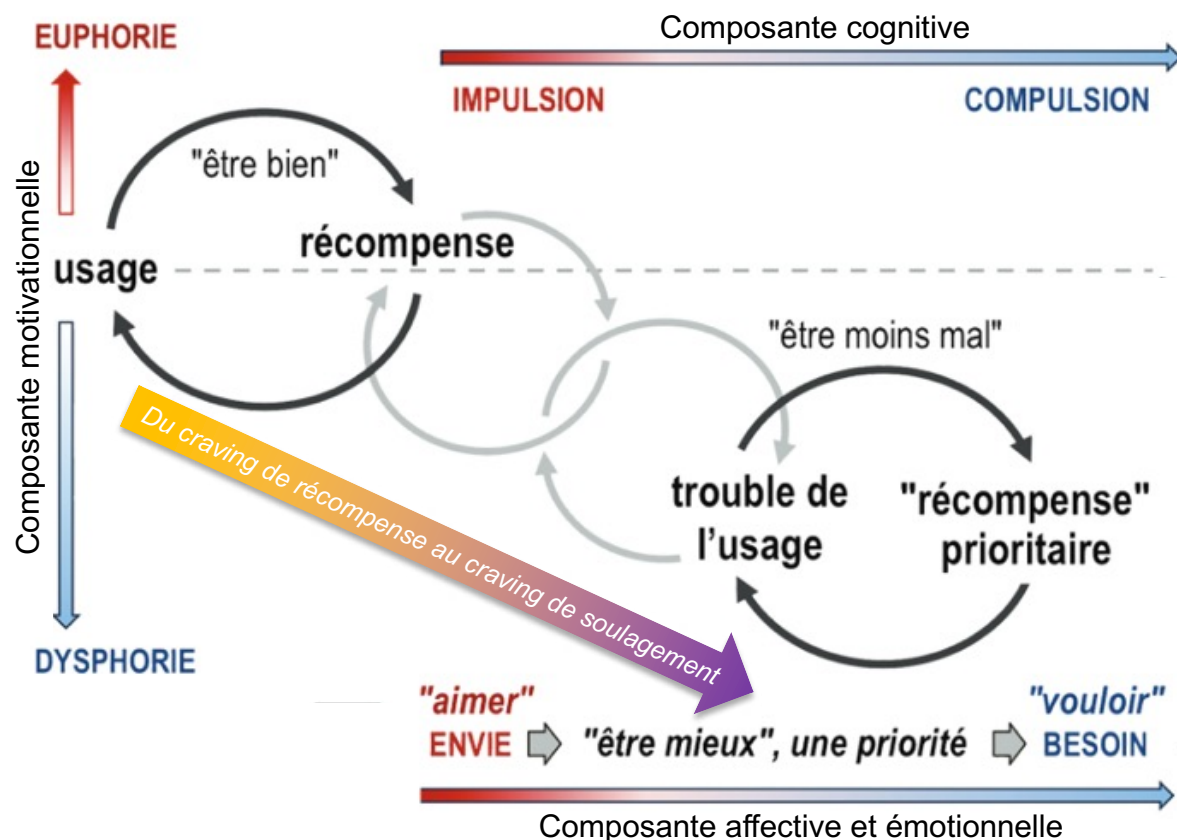 Composante cognitive
EUPHORIE
IMPULSION
COMPULSION
"être bien"
Composante motivationnelle
récompense
usage
"être moins mal"
Du craving de récompense au craving de soulagement
trouble de
l’usage
"récompense"
prioritaire
DYSPHORIE
"aimer"
ENVIE
"être mieux", une priorité
"vouloir"
BESOIN
Composante affective et émotionnelle